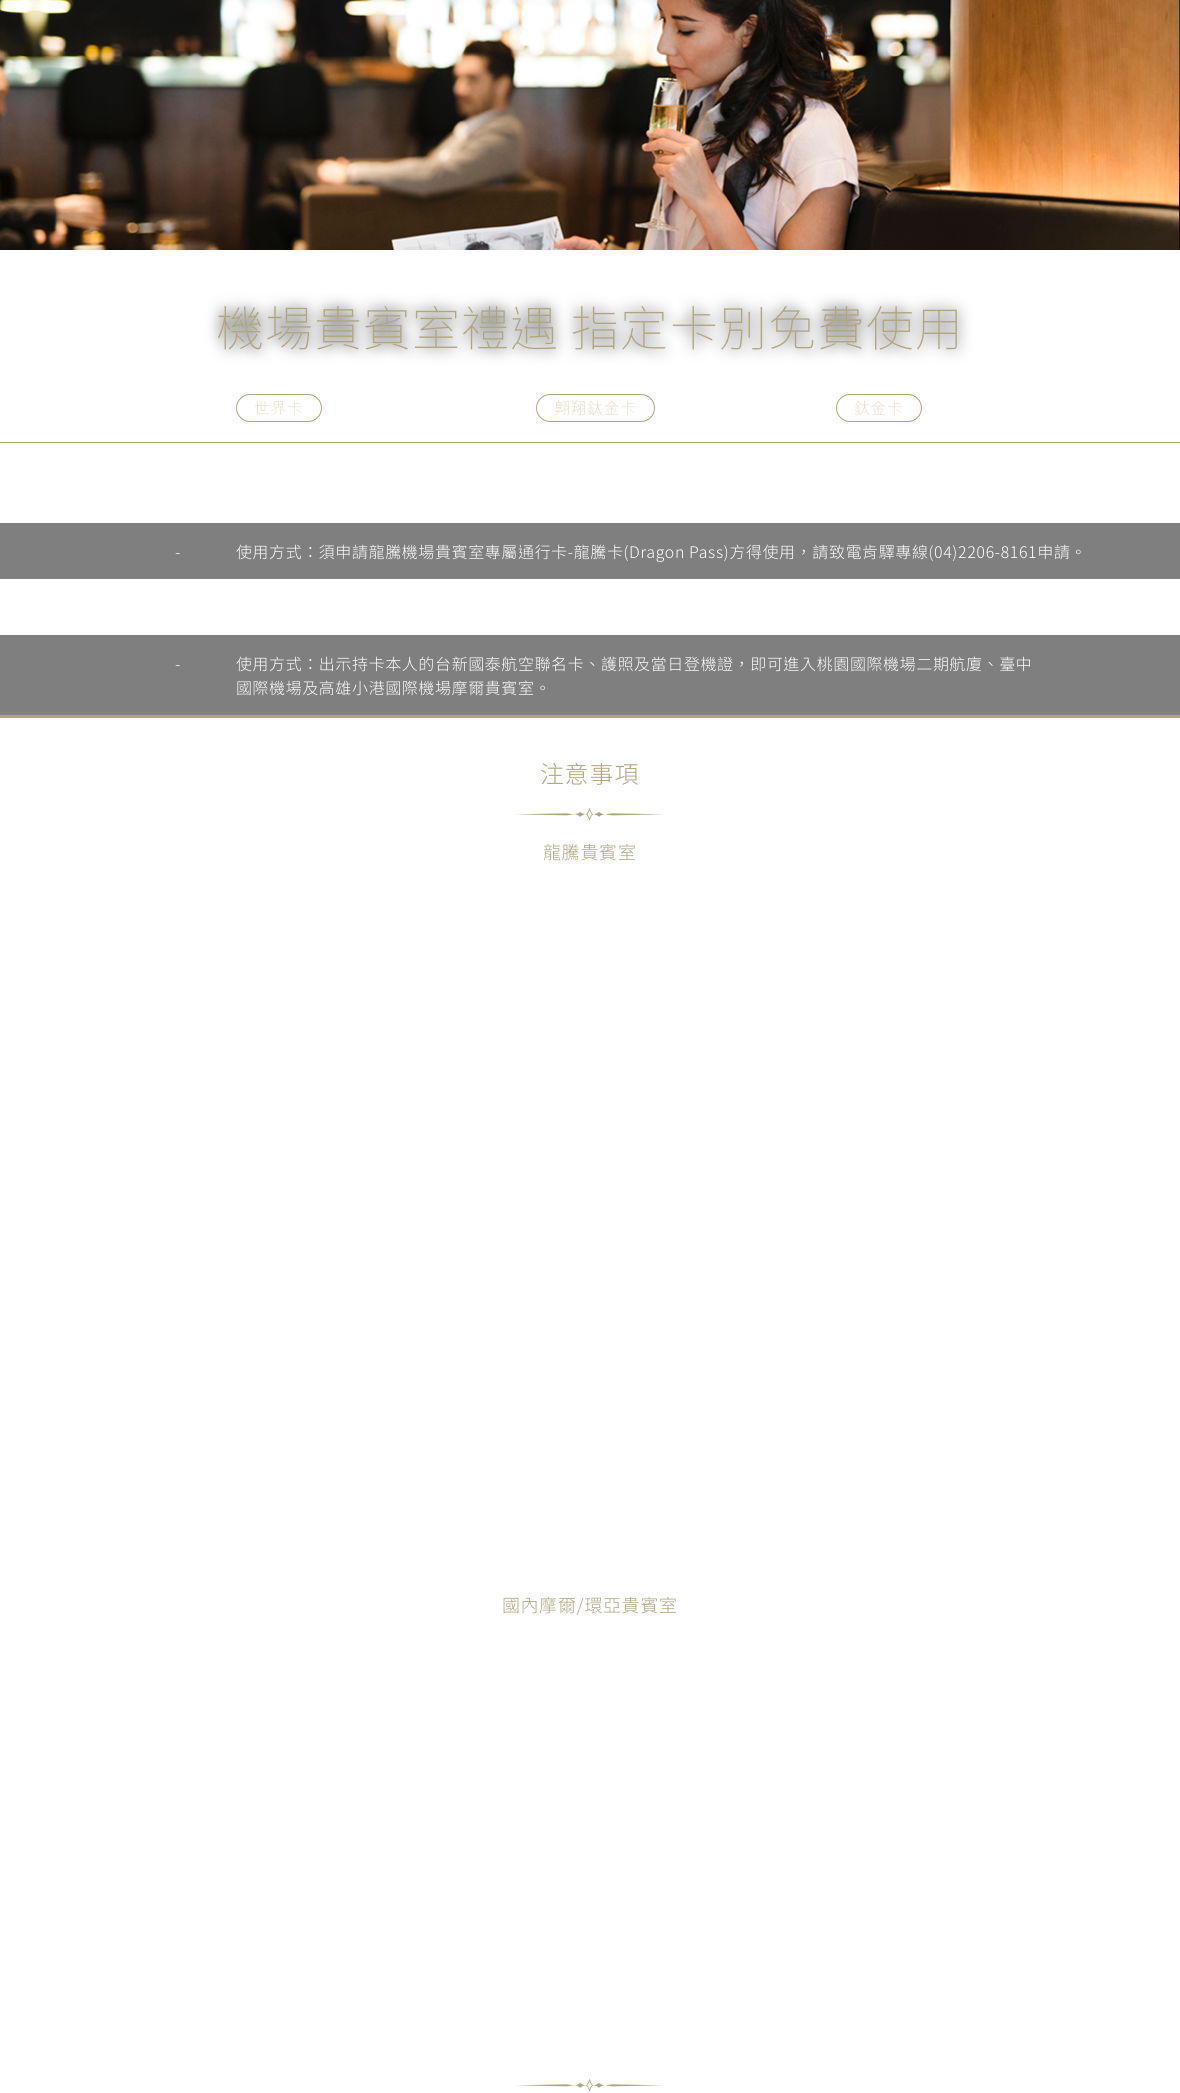 機場貴賓室禮遇 指定卡別免費使用
世界卡
翱翔鈦金卡
鈦金卡
- 使用方式：須申請龍騰機場貴賓室專屬通行卡-龍騰卡(Dragon Pass)方得使用，請致電肯驛專線(04)2206-8161申請。
- 使用方式：出示持卡本人的台新國泰航空聯名卡、護照及當日登機證，即可進入桃園國際機場二期航廈、臺中
國際機場及高雄小港國際機場摩爾貴賓室。
注意事項
龍騰貴賓室
國內摩爾/環亞貴賓室